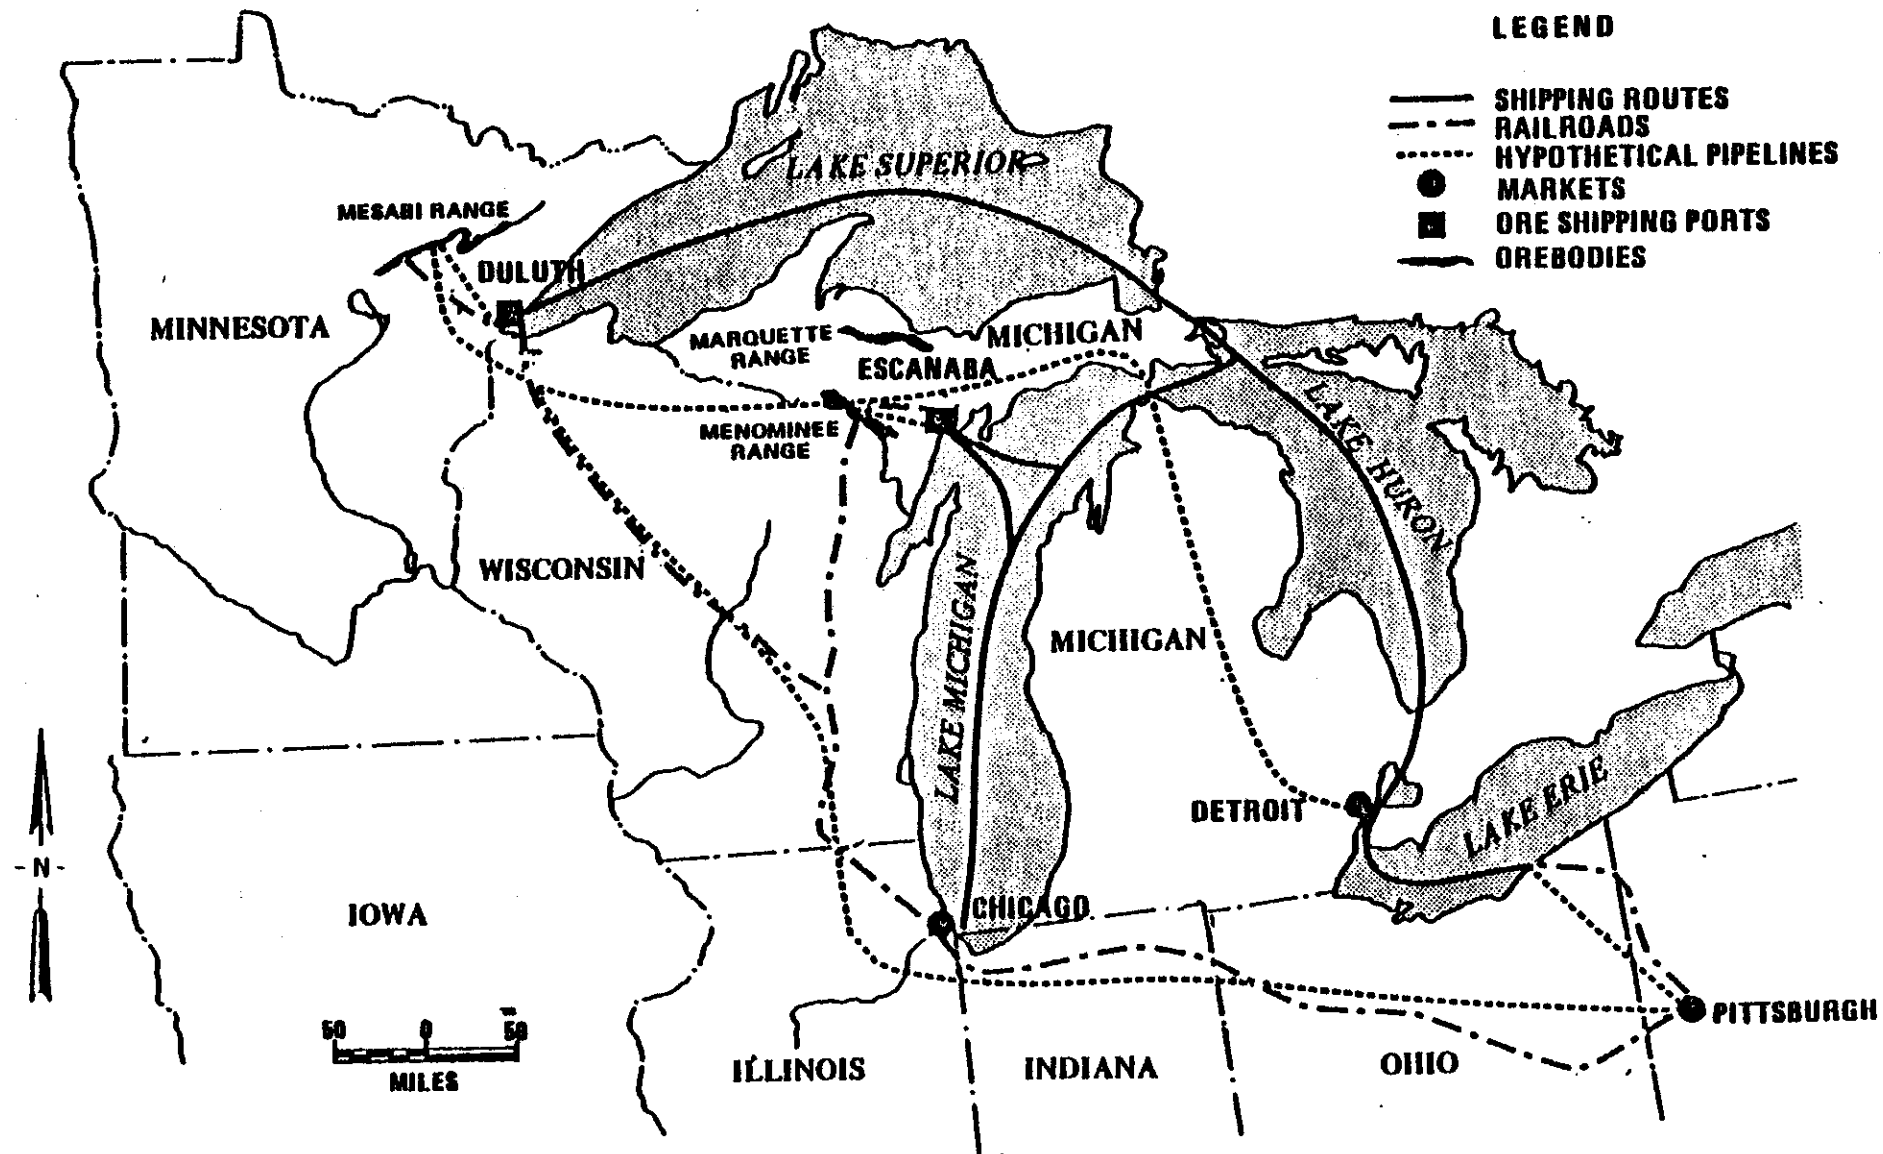 LEGEND
SHIPPING ROUTES
RAILROADS
HYPOTHETICAL PIPELINES
MARKETS
ORE SHIPPING PORTS
OREBODIES
LAKE SUPERIOR
MESABI RANGE
DULUTH
MINNESOTA
MARQUETTE
RANGE
MICHIGAN
ESCANABA
MENOMINEE
RANGE
LAKE HURON
WISCONSIN
LAKE MICHIGAN
MICHIGAN
DETROIT
LAKE ERIE
- N -
IOWA
CHICAGO
PITTSBURGH
50 0 50
MILES
ILLINOIS
INDIANA
OHIO